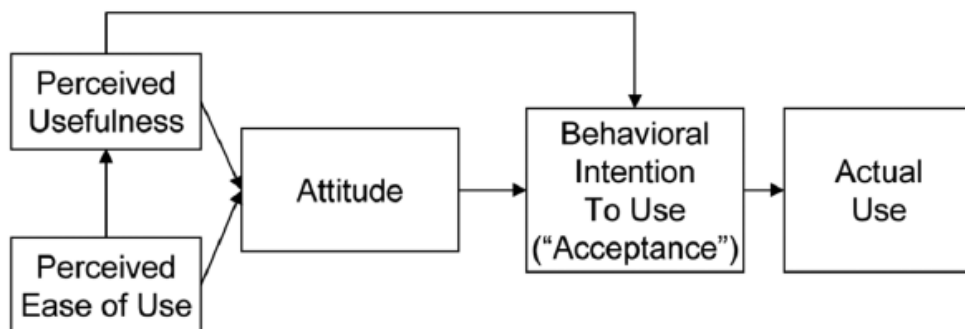 Perceived
Usefulness
Attitude
Perceived
Ease of Use
Behavioral
Intention
To Use
(“Acceptance”)
Actual
Use